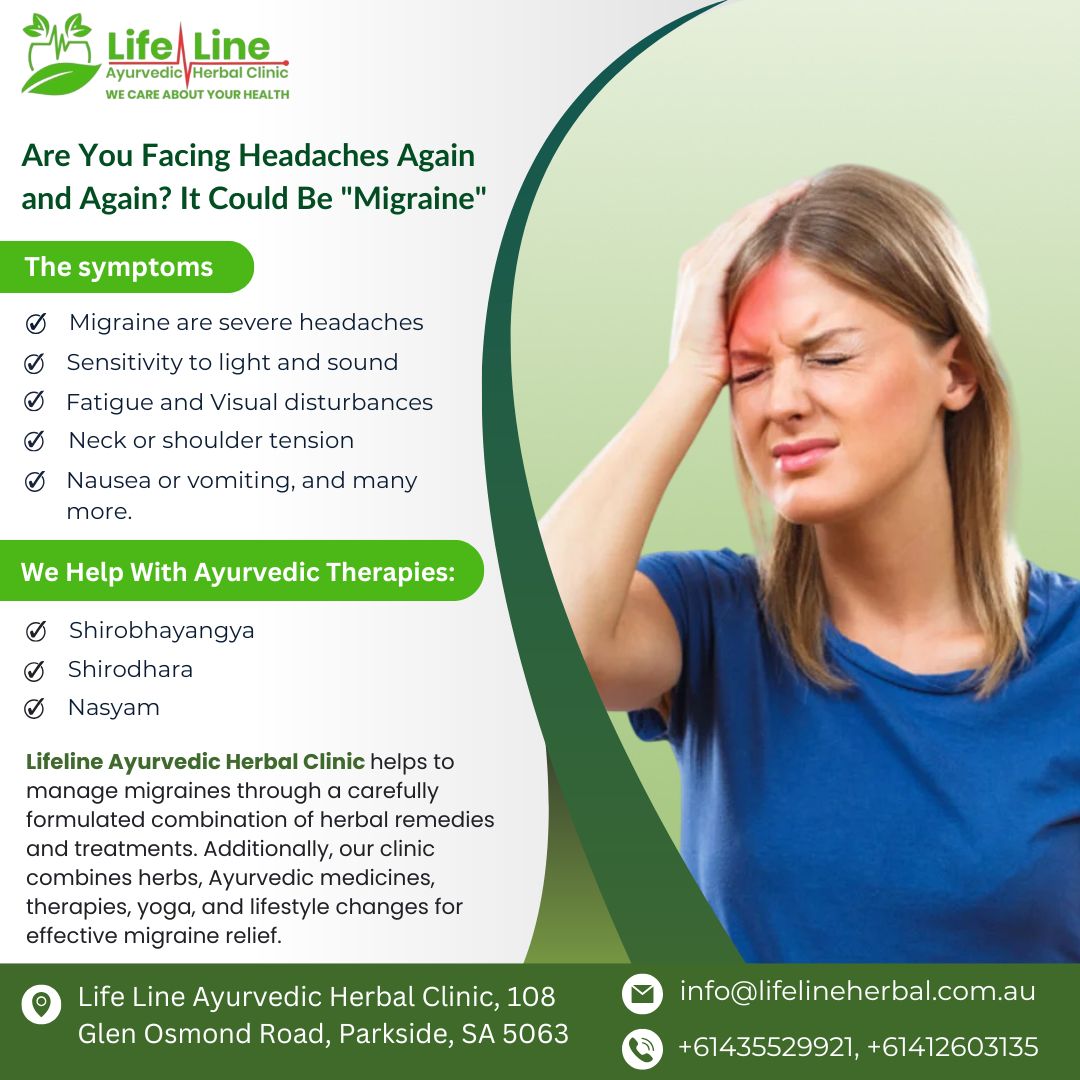 Life Line
Ayurvedic Herbal Clinic
WE CARE ABOUT YOUR HEALTH
Are You Facing Headaches Again
and Again? It Could Be "Migraine"
The symptoms
Migraine are severe headaches
Sensitivity to light and sound
Fatigue and Visual disturbances
Neck or shoulder tension
Nausea or vomiting, and many
more.
We Help With Ayurvedic Therapies:
Shirobhayangya
Shirodhara
Nasyam
Lifeline Ayurvedic Herbal Clinic helps to
manage migraines through a carefully
formulated combination of herbal remedies
and treatments. Additionally, our clinic
combines herbs, Ayurvedic medicines,
therapies, yoga, and lifestyle changes for
effective migraine relief.
Life Line Ayurvedic Herbal Clinic, 108
Glen Osmond Road, Parkside, SA 5063
info@lifelineherbal.com.au
+61435529921, +61412603135